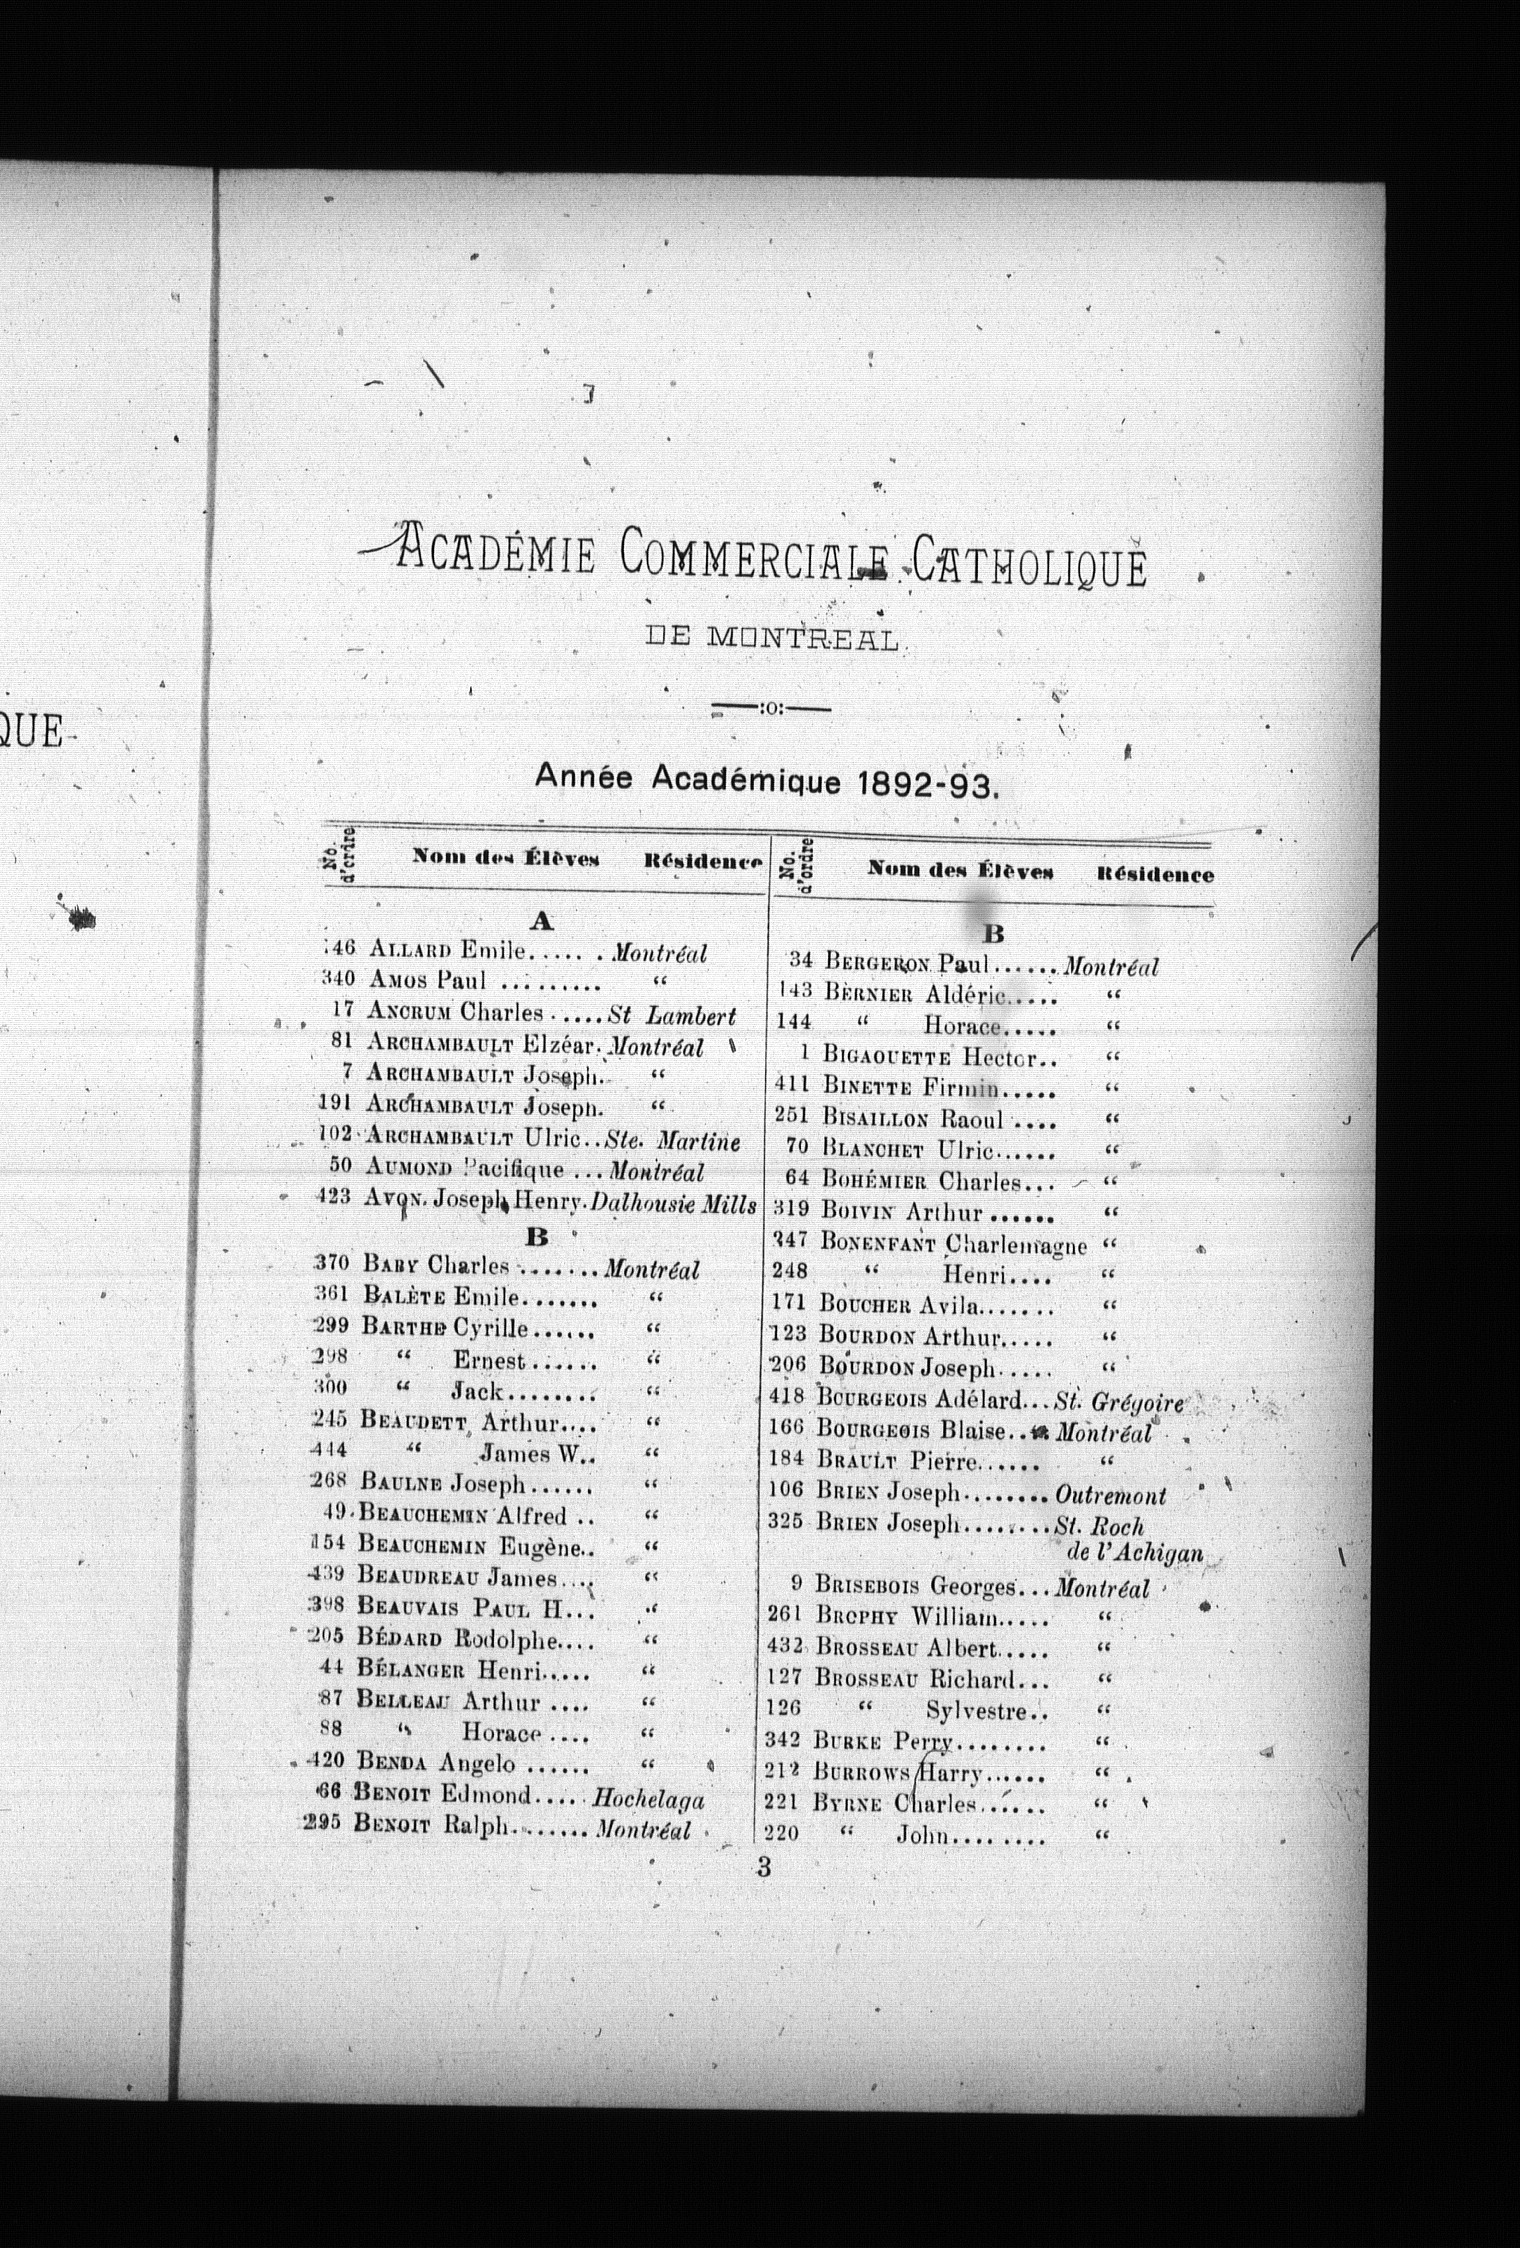 QUE
ACADÉMIE COMMERCIALE CATHOLIQUE
DE MONTREAL.
—:o:—
Année Académique 1892-93.
No. d'ordre Nom des Élèves Résidence
A
46 ALLARD Emile...... Montréal
340 AMOS Paul ......... “
17 ANCRUM Charles ..... St Lambert
81 ARCHAMBAULT Elzéar. Montréal
7 ARCHAMBAULT Joseph. “
191 ARCHAMBAULT Joseph. “
102 ARCHAMBAULT Ulric.. Ste. Martine
50 AUMOND Pacifique ... Montréal
423 AVON Joseph Henry. Dalhousie Mills
B
370 BABY Charles ....... Montréal
361 BALÈTE Emile....... “
299 BARTHE Cyrille...... “
298 “ Ernest...... “
300 “ Jack........ “
245 BEAUDETT, Arthur.... “
444 “ James W.. “
268 BAULNE Joseph...... “
49 BEAUCHEMIN Alfred .. “
154 BEAUCHEMIN Eugène.. “
439 BEAUDREAU James.... “
398 BEAUVAIS PAUL H... “
205 BÉDARD Rodolphe.... “
44 BÉLANGER Henri..... “
87 BELLEAU Arthur .... “
88 “ Horace .... “
420 BENDA Angelo ...... “
66 BENOIT Edmond..... Hochelaga
295 BENOIT Ralph........ Montréal
No. d'ordre Nom des Élèves Résidence
B
34 BERGERON Paul...... Montréal
143 BERNIER Aldéric..... “
144 “ Horace..... “
1 BIGAOUETTE Hector.. “
411 BINETTE Firmin..... “
251 BISAILLON Raoul .... “
70 BLANCHET Ulric...... “
64 BOHÉMIER Charles... “
319 BOIVIN Arthur ...... “
247 BONENFANT Charlemagne “
248 “ Henri.... “
171 BOUCHER Avila....... “
123 BOURDON Arthur..... “
206 BOURDON Joseph..... “
418 BOURGEOIS Adélard... St. Grégoire
166 BOURGEOIS Blaise.... Montréal
184 BRAULT Pierre...... “
106 BRIEN Joseph........ Outremont
325 BRIEN Joseph........ St. Roch
de l'Achigan
9 BRISEBOIS Georges... Montréal
261 BROPHY William..... “
432 BROSSEAU Albert..... “
127 BROSSEAU Richard... “
126 “ Sylvestre.. “
342 BURKE Perry........ “
212 BURROWS Harry...... “
221 BYRNE Charles...... “
220 “ John......... “
3